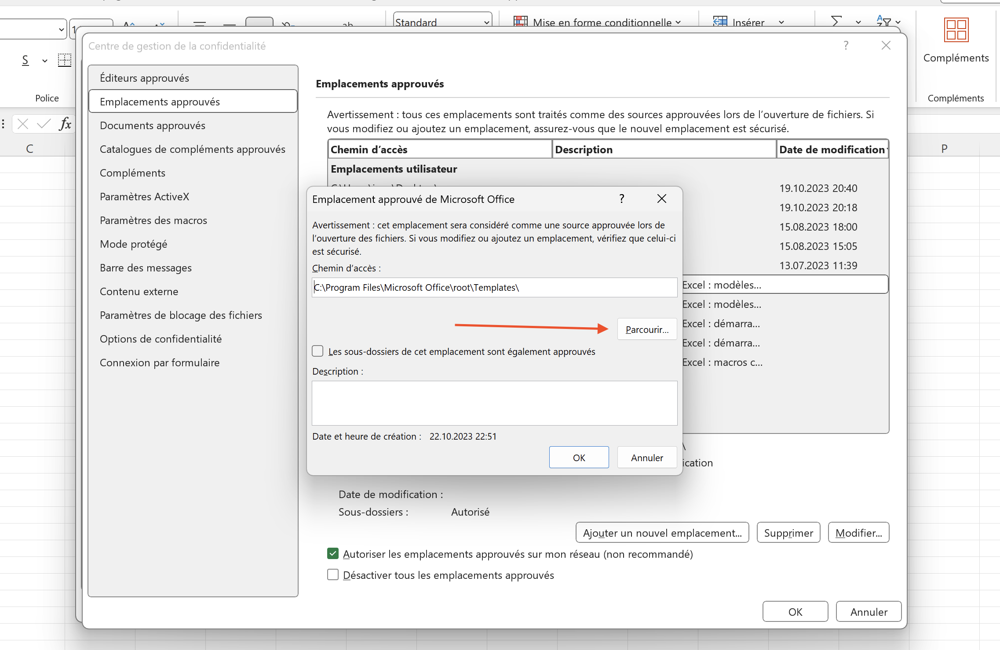 Standard
Mise en forme conditionnelle
Insérer
S
Compléments
Police
Compléments
fx
C
P
Centre de gestion de la confidentialité
?
Éditeurs approuvés
Emplacements approuvés
Documents approuvés
Catalogues de compléments approuvés
Compléments
Paramètres ActiveX
Paramètres des macros
Mode protégé
Barre des messages
Contenu externe
Paramètres de blocage des fichiers
Options de confidentialité
Connexion par formulaire
Emplacements approuvés
Avertissement : tous ces emplacements sont traités comme des sources approuvées lors de l’ouverture de fichiers. Si
vous modifiez ou ajoutez un emplacement, assurez-vous que le nouvel emplacement est sécurisé.
Chemin d’accès Description Date de modification
Emplacements utilisateur
19.10.2023 20:40
19.10.2023 20:18
15.08.2023 18:00
15.08.2023 15:05
13.07.2023 11:39
Excel : modèles...
Excel : modèles...
Excel : démarra...
Excel : démarra...
Excel : macros c...
Emplacement approuvé de Microsoft Office
?
Avertissement : cet emplacement sera considéré comme une source approuvée lors de
l’ouverture des fichiers. Si vous modifiez ou ajoutez un emplacement, vérifiez que celui-ci
est sécurisé.
Chemin d’accès :
C:\Program Files\Microsoft Office\root\Templates\
Parcourir...
Les sous-dossiers de cet emplacement sont également approuvés
Description :
Date et heure de création : 22.10.2023 22:51
OK Annuler
\
ication
Date de modification :
Sous-dossiers : Autorisé
Ajouter un nouvel emplacement... Supprimer Modifier...
Autoriser les emplacements approuvés sur mon réseau (non recommandé)
Désactiver tous les emplacements approuvés
OK Annuler